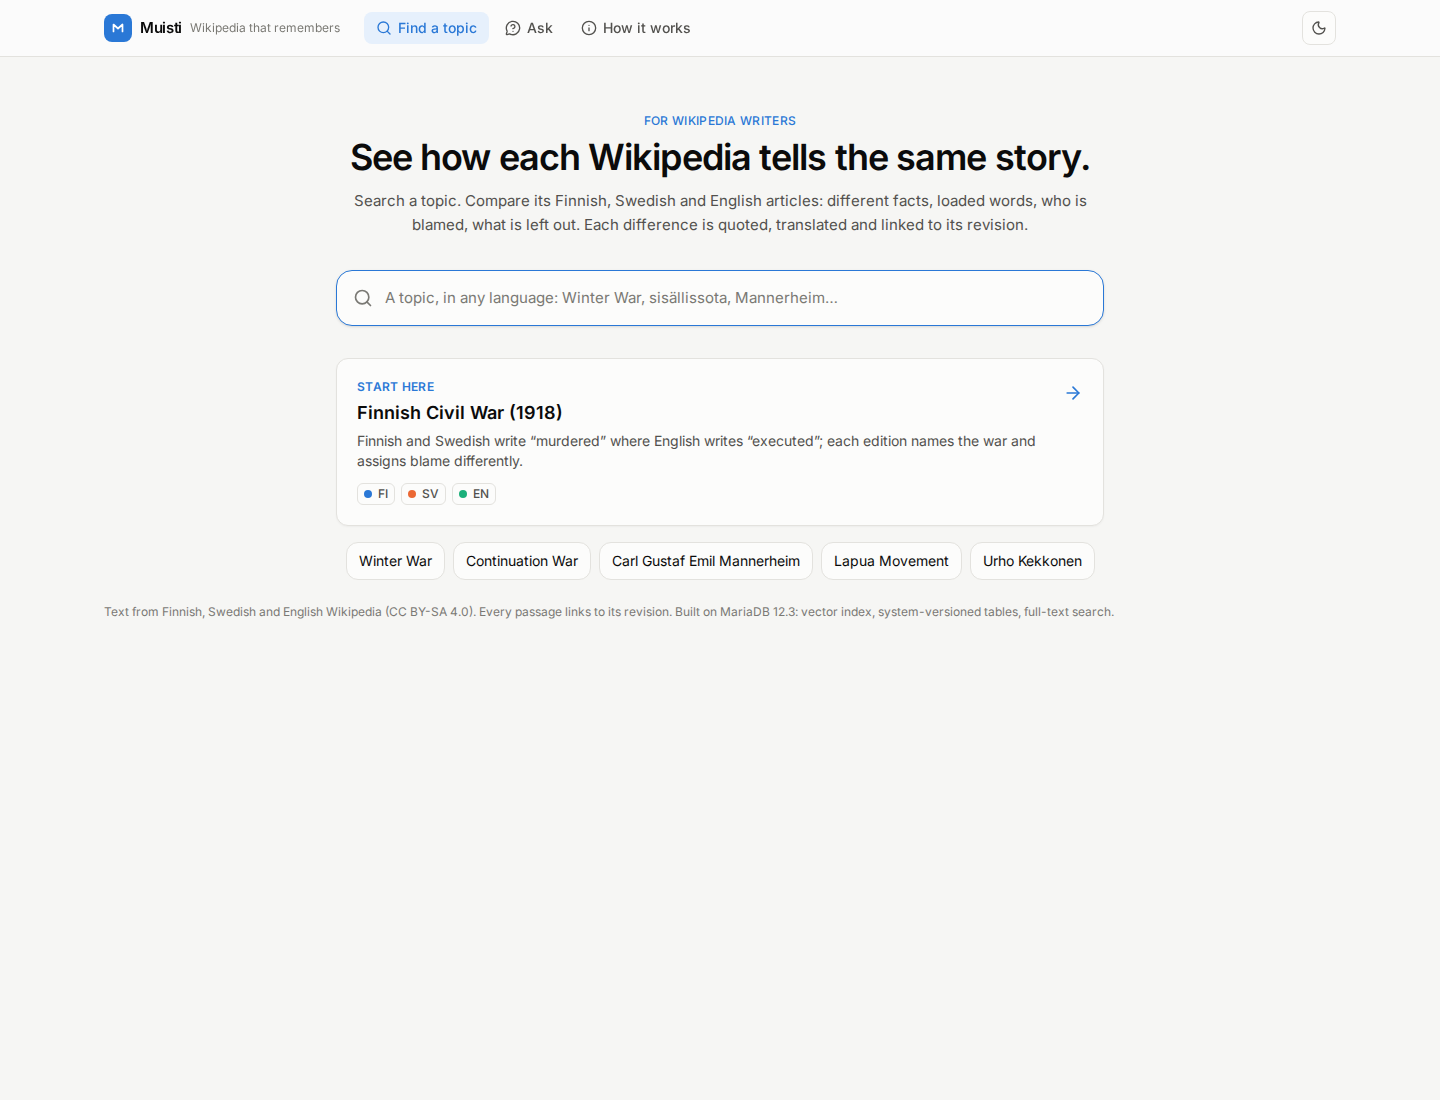 Muisti Wikipedia that remembers Find a topic Ask How it works
FOR WIKIPEDIA WRITERS
See how each Wikipedia tells the same story.
Search a topic. Compare its Finnish, Swedish and English articles: different facts, loaded words, who is
blamed, what is left out. Each difference is quoted, translated and linked to its revision.
A topic, in any language: Winter War, sisällissota, Mannerheim…
START HERE
Finnish Civil War (1918)
Finnish and Swedish write “murdered” where English writes “executed”; each edition names the war and
assigns blame differently.
FI SV EN
Winter War Continuation War Carl Gustaf Emil Mannerheim Lapua Movement Urho Kekkonen
Text from Finnish, Swedish and English Wikipedia (CC BY-SA 4.0). Every passage links to its revision. Built on MariaDB 12.3: vector index, system-versioned tables, full-text search.